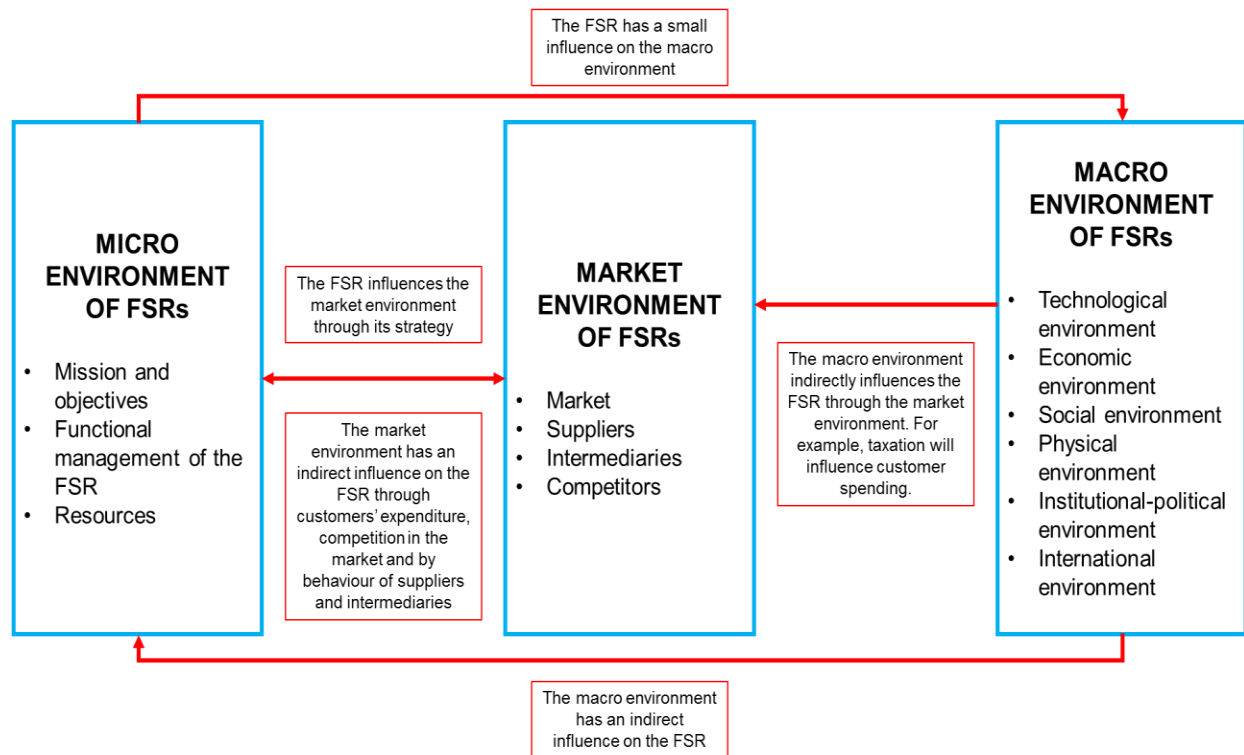 The FSR has a small
influence on the macro
environment
MICRO
ENVIRONMENT
OF FSRs
• Mission and
objectives
• Functional
management of the
FSR
• Resources
The FSR influences the
market environment
through its strategy
The market
environment has an
indirect influence on the
FSR through
customers’ expenditure,
competition in the
market and by
behaviour of suppliers
and intermediaries
MARKET
ENVIRONMENT
OF FSRs
• Market
• Suppliers
• Intermediaries
• Competitors
The macro environment
indirectly influences the
FSR through the market
environment. For
example, taxation will
influence customer
spending.
MACRO
ENVIRONMENT
OF FSRs
• Technological
environment
• Economic
environment
• Social environment
• Physical
environment
• Institutional-political
environment
• International
environment
The macro environment
has an indirect
influence on the FSR